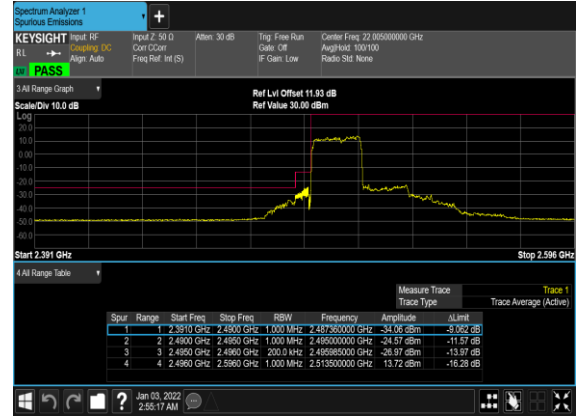 Spectrum Analyzer 1
Spurious Emissions
+
KEYSIGHT
RL
Input: RF
Coupling: DC
Align: Auto
Input Z: 50 Ω
Corr CCorr
Freq Ref: Int (S)
Atten: 30 dB
Trig: Free Run
Gate: Off
IF Gain: Low
Center Freq: 22.005000000 GHz
Avg|Hold: 100/100
Radio Std: None
PASS
3 All Range Graph
Scale/Div 10.0 dB
Ref Lvl Offset 11.93 dB
Ref Value 30.00 dBm
Log
20.0
10.0
0.00
-10.0
-20.0
-30.0
-40.0
-50.0
-60.0
Start 2.391 GHz
Stop 2.596 GHz
4 All Range Table
Measure Trace Trace 1
Trace Type Trace Average (Active)
Spur Range Start Freq Stop Freq RBW Frequency Amplitude ΔLimit
1 1 2.3910 GHz 2.4900 GHz 1.000 MHz 2.487360000 GHz -34.06 dBm -9.062 dB
2 2 2.4900 GHz 2.4950 GHz 1.000 MHz 2.495000000 GHz -24.57 dBm -11.57 dB
3 3 2.4950 GHz 2.4960 GHz 200.0 kHz 2.495985000 GHz -26.97 dBm -13.97 dB
4 4 2.4960 GHz 2.5960 GHz 1.000 MHz 2.513500000 GHz 13.72 dBm -16.28 dB
?
Jan 03, 2022
2:55:17 AM